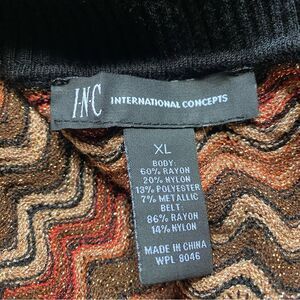 I·N·C INTERNATIONAL CONCEPTS
XL
BODY:
60% RAYON
20% NYLON
13% POLYESTER
7% METALLIC
BELT:
86% RAYON
14% NYLON
MADE IN CHINA
WPL 8046